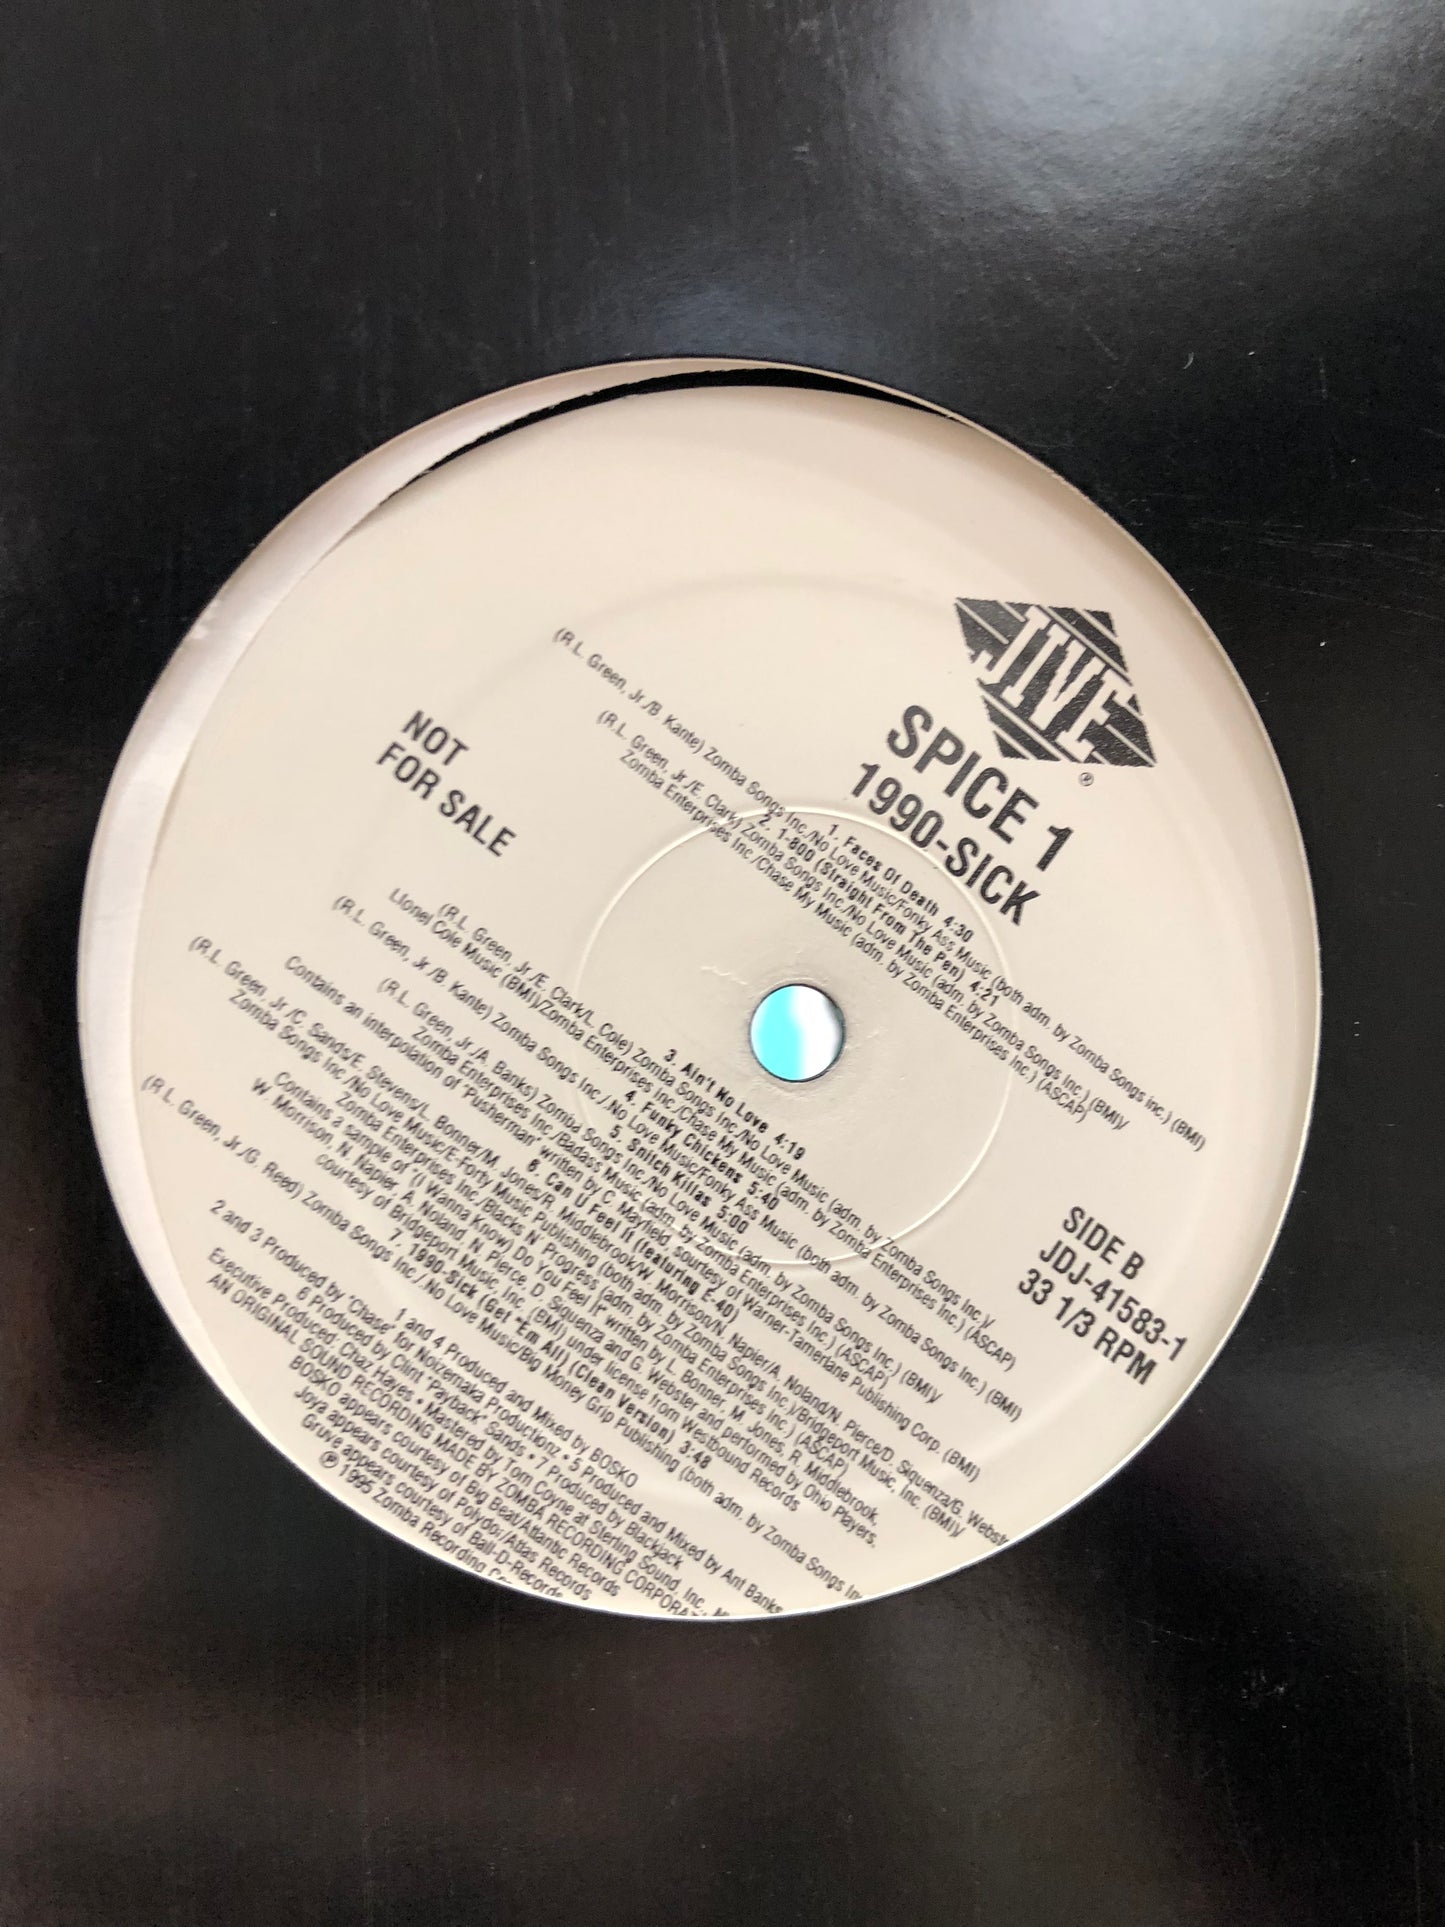 JIVE
®
SPICE 1
1990-SICK
NOT
FOR SALE
SIDE B
JDJ-41583-1
33 1/3 RPM
1. Faces Of Death 4:30
(R.L. Green, Jr./B. Kante) Zomba Songs Inc./No Love Music/Fonky Ass Music (both adm. by Zomba Songs Inc.) (BMI)
2. 1-800 (Straight From The Pen) 4:21
(R.L. Green, Jr./E. Clark) Zomba Songs Inc./No Love Music (adm. by Zomba Songs Inc.) (BMI)/
Zomba Enterprises Inc./Chase My Music (adm. by Zomba Enterprises Inc.) (ASCAP)
3. Ain't No Love 4:19
(R.L. Green, Jr./E. Clark/L. Cole) Zomba Songs Inc./No Love Music (adm. by Zomba Songs Inc.)/
Lionel Cole Music (BMI)/Zomba Enterprises Inc./Chase My Music (adm. by Zomba Enterprises Inc.) (ASCAP)
4. Funky Chickens 5:40
(R.L. Green, Jr./B. Kante) Zomba Songs Inc./No Love Music/Fonky Ass Music (both adm. by Zomba Songs Inc.) (BMI)
5. Snitch Killas 5:00
(R.L. Green, Jr./A. Banks) Zomba Songs Inc./No Love Music (adm. by Zomba Songs Inc.) (BMI)/
Zomba Enterprises Inc./Badass Music (adm. by Zomba Enterprises Inc.) (ASCAP)
Contains an interpolation of "Pusherman" written by C. Mayfield, courtesy of Warner-Tamerlane Publishing Corp. (BMI)
6. Can U Feel It (featuring E-40)
(R.L. Green, Jr./C. Sands/E. Stevens/L. Bonner/M. Jones/R. Middlebrook/W. Morrison/N. Napier/A. Noland/N. Pierce/D. Siquenza/G. Webst
Zomba Songs Inc./No Love Music/E-Forty Music Publishing (both adm. by Zomba Songs Inc.)/Bridgeport Music, Inc. (BMI)/
Zomba Enterprises Inc./Blacks N' Progress (adm. by Zomba Enterprises Inc.) (ASCAP)
Contains a sample of "(I Wanna Know) Do You Feel It" written by L. Bonner, M. Jones, R. Middlebrook,
W. Morrison, N. Napier, A. Noland, N. Pierce, D. Siquenza and G. Webster and performed by Ohio Players,
courtesy of Bridgeport Music, Inc. (BMI) under license from Westbound Records
7. 1990-Sick (Get 'Em All) (Clean Version) 3:48
(R.L. Green, Jr./G. Reed) Zomba Songs Inc./No Love Music/Big Money Grip Publishing (both adm. by Zomba Songs In
1 and 4 Produced and Mixed by BOSKO
2 and 3 Produced by "Chase" for Noizemaka Productionz • 5 Produced and Mixed by Ant Banks
6 Produced by Clint "Payback" Sands • 7 Produced by Blackjack
Executive Produced: Chaz Hayes • Mastered by Tom Coyne at Sterling Sound, Inc.,
AN ORIGINAL SOUND RECORDING MADE BY ZOMBA RECORDING CORPORA
BOSKO appears courtesy of Big Beat/Atlantic Records
Joya appears courtesy of Polydor/Atlas Records
Gruve appears courtesy of Ball-D-Records
℗ 1995 Zomba Recording